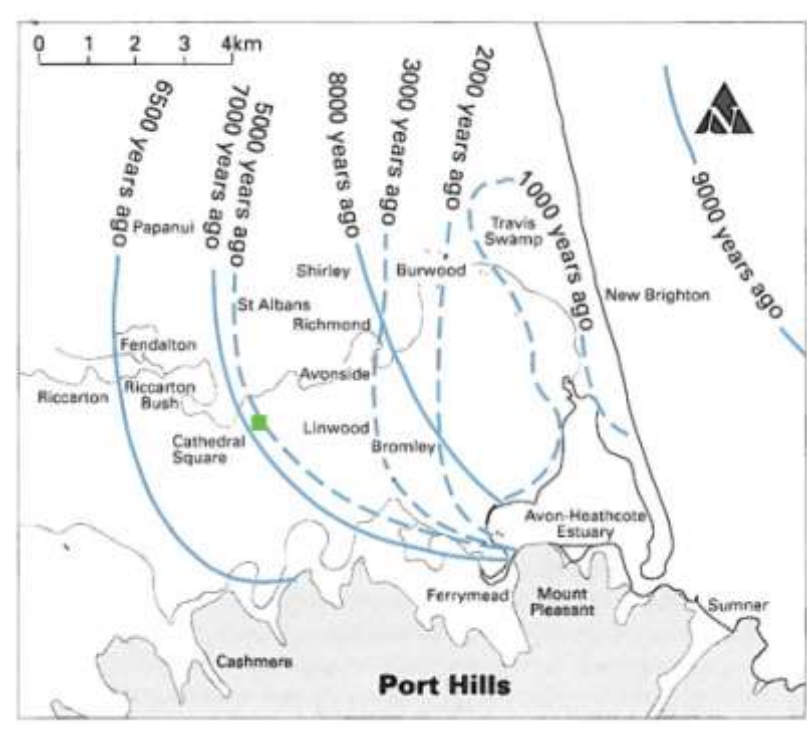 0 1 2 3 4km
6500 years ago
7000 years ago
5000 years ago
8000 years ago
3000 years ago
2000 years ago
1000 years ago
9000 years ago
N
Papanui
Travis
Swamp
Shirley
Burwood
New Brighton
St Albans
Richmond
Fendalton
Avonside
Riccarton
Riccarton
Bush
Linwood
Cathedral
Square
Bromley
Avon-Heathcote
Estuary
Ferrymead
Mount
Pleasant
Sumner
Cashmere
Port Hills